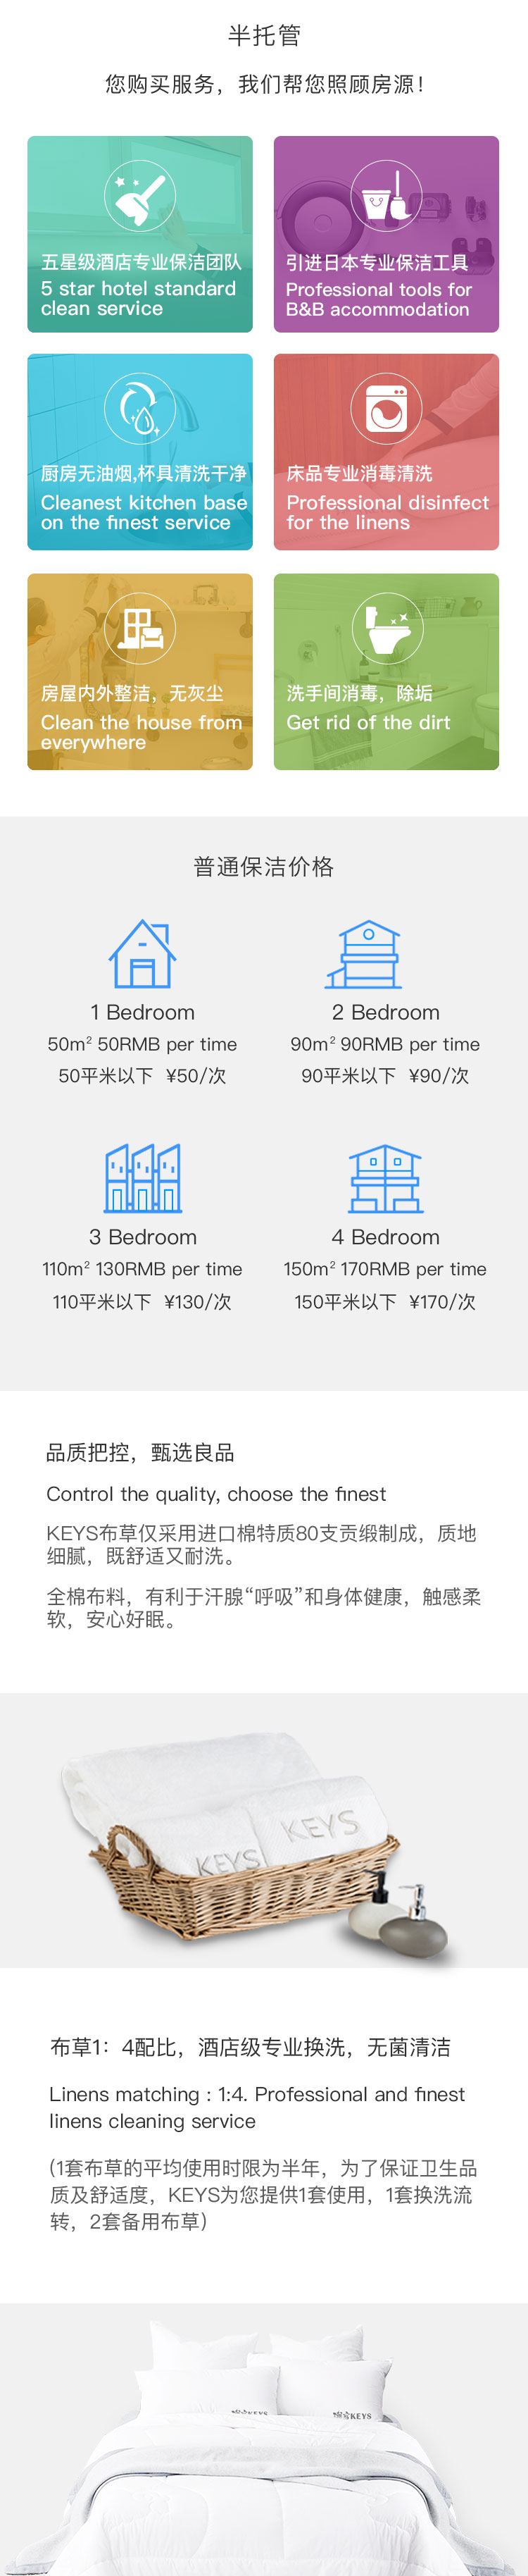 半托管
您购买服务，我们帮您照顾房源！
五星级酒店专业保洁团队
5 star hotel standard
clean service
引进日本专业保洁工具
Professional tools for
B&B accommodation
厨房无油烟,杯具清洗干净
Cleanest kitchen base
on the finest service
床品专业消毒清洗
Professional disinfect
for the linens
房屋内外整洁，无灰尘
Clean the house from
everywhere
洗手间消毒，除垢
Get rid of the dirt
普通保洁价格
1 Bedroom
50m² 50RMB per time
50平米以下 ¥50/次
2 Bedroom
90m² 90RMB per time
90平米以下 ¥90/次
3 Bedroom
110m² 130RMB per time
110平米以下 ¥130/次
4 Bedroom
150m² 170RMB per time
150平米以下 ¥170/次
品质把控，甄选良品
Control the quality, choose the finest
KEYS布草仅采用进口棉特质80支贡缎制成，质地
细腻，既舒适又耐洗。
全棉布料，有利于汗腺“呼吸”和身体健康，触感柔
软，安心好眠。
KEYS
KEYS
布草1：4配比，酒店级专业换洗，无菌清洁
Linens matching : 1:4. Professional and finest
linens cleaning service
(1套布草的平均使用时限为半年，为了保证卫生品
质及舒适度，KEYS为您提供1套使用，1套换洗流
转，2套备用布草)
KEYS
KEYS